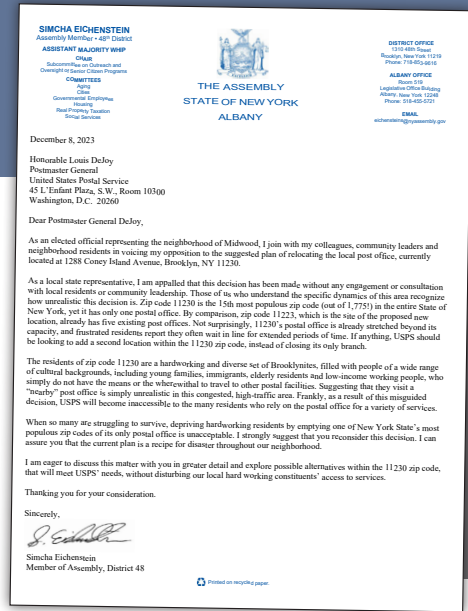 SIMCHA EICHENSTEIN
Assembly Member • 48th District
ASSISTANT MAJORITY WHIP
CHAIR
Subcommittee on Outreach and
Oversight of Senior Citizen Programs
COMMITTEES
Aging
Cities
Governmental Employees
Housing
Real Property Taxation
Social Services
THE ASSEMBLY
STATE OF NEW YORK
ALBANY
DISTRICT OFFICE
1310 48th Street
Brooklyn, New York 11219
Phone: 718-853-9616
ALBANY OFFICE
Room 519
Legislative Office Building
Albany, New York 12248
Phone: 518-455-5721
EMAIL
eichensteins@nyassembly.gov
December 8, 2023
Honorable Louis DeJoy
Postmaster General
United States Postal Service
45 L'Enfant Plaza, S.W., Room 10300
Washington, D.C. 20260
Dear Postmaster General DeJoy,
As an elected official representing the neighborhood of Midwood, I join with my colleagues, community leaders and
neighborhood residents in voicing my opposition to the suggested plan of relocating the local post office, currently
located at 1288 Coney Island Avenue, Brooklyn, NY 11230.
As a local state representative, I am appalled that this decision has been made without any engagement or consultation
with local residents or community leadership. Those of us who understand the specific dynamics of this area recognize
how unrealistic this decision is. Zip code 11230 is the 15th most populous zip code (out of 1,775!) in the entire State of
New York, yet it has only one postal office. By comparison, zip code 11223, which is the site of the proposed new
location, already has five existing post offices. Not surprisingly, 11230's postal office is already stretched beyond its
capacity, and frustrated residents report they often wait in line for extended periods of time. If anything, USPS should
be looking to add a second location within the 11230 zip code, instead of closing its only branch.
The residents of zip code 11230 are a hardworking and diverse set of Brooklynites, filled with people of a wide range
of cultural backgrounds, including young families, immigrants, elderly residents and low-income working people, who
simply do not have the means or the wherewithal to travel to other postal facilities. Suggesting that they visit a
"nearby" post office is simply unrealistic in this congested, high-traffic area. Frankly, as a result of this misguided
decision, USPS will become inaccessible to the many residents who rely on the postal office for a variety of services.
When so many are struggling to survive, depriving hardworking residents by emptying one of New York State's most
populous zip codes of its only postal office is unacceptable. I strongly suggest that you reconsider this decision. I can
assure you that the current plan is a recipe for disaster throughout our neighborhood.
I am eager to discuss this matter with you in greater detail and explore possible alternatives within the 11230 zip code,
that will meet USPS' needs, without disturbing our local hard working constituents' access to services.
Thanking you for your consideration.
Sincerely,
Simcha Eichenstein
Member of Assembly, District 48
Printed on recycled paper.